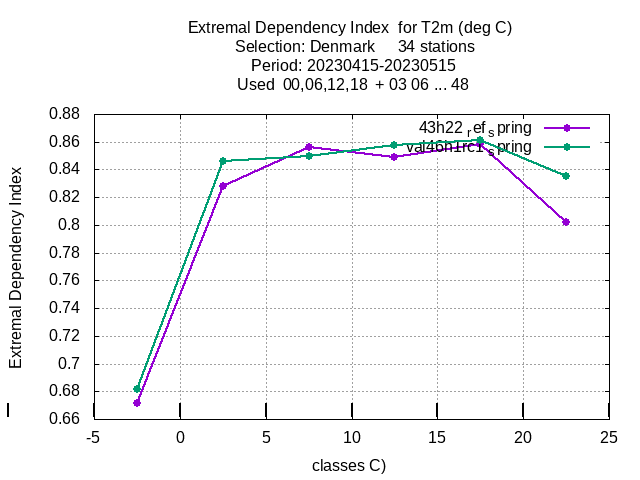 Extremal Dependency Index for T2m (deg C)
Selection: Denmark 34 stations
Period: 20230415-20230515
Used 00,06,12,18 + 03 06 ... 48
Extremal Dependency Index
0.88
0.86
0.84
0.82
0.8
0.78
0.76
0.74
0.72
0.7
0.68
0.66
43h22_ref_spring
val46h1rc1_spring
-5 0 5 10 15 20 25
classes C)